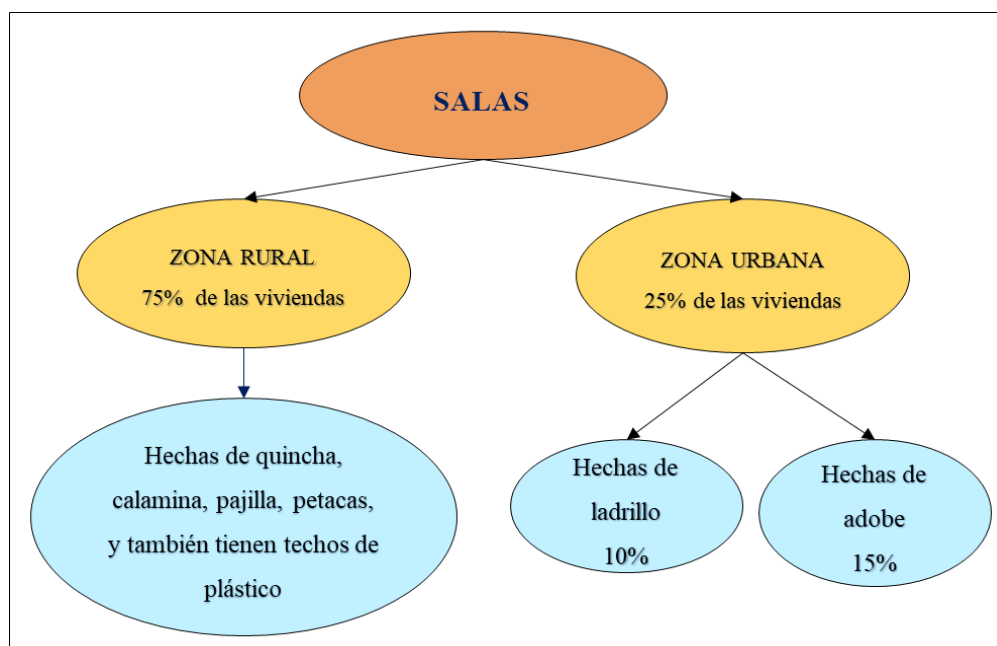 SALAS
ZONA RURAL
75% de las viviendas
ZONA URBANA
25% de las viviendas
Hechas de quincha,
calamina, pajilla, petacas,
y también tienen techos de
plástico
Hechas de
ladrillo
10%
Hechas de
adobe
15%